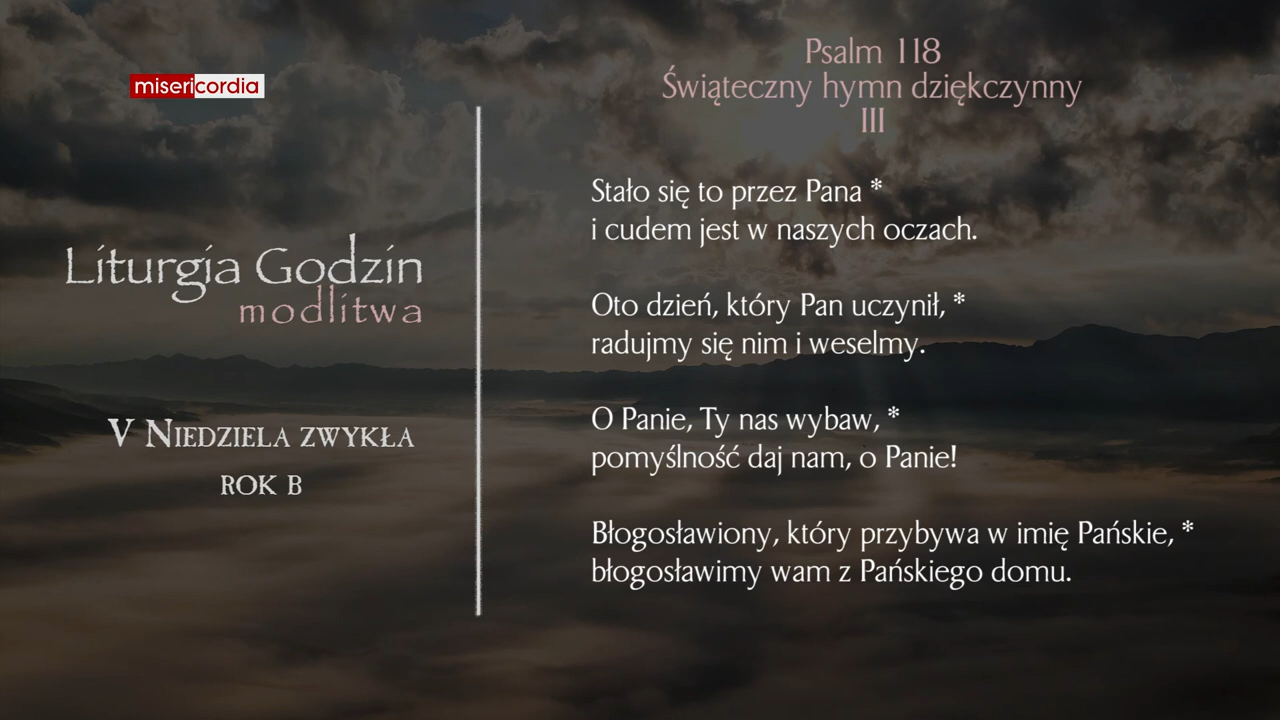 misericordia
Liturgia Godzin
modlitwa
V Niedziela zwykła
rok B
Psalm 118
Świąteczny hymn dziękczynny
III
Stało się to przez Pana *
i cudem jest w naszych oczach.
Oto dzień, który Pan uczynił, *
radujmy się nim i weselmy.
O Panie, Ty nas wybaw, *
pomyślność daj nam, o Panie!
Błogosławiony, który przybywa w imię Pańskie, *
błogosławimy wam z Pańskiego domu.